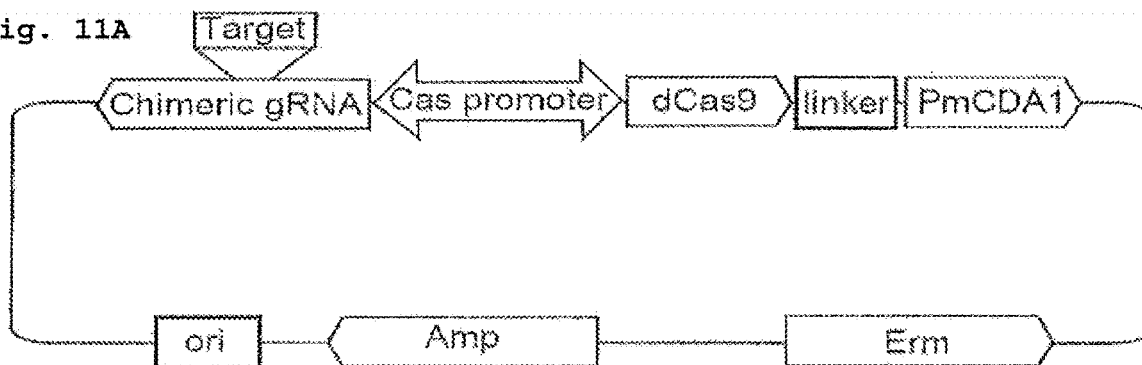 ig. 11A
Target
Chimeric gRNA
Cas promoter
dCas9
linker
PmCDA1
ori
Amp
Erm